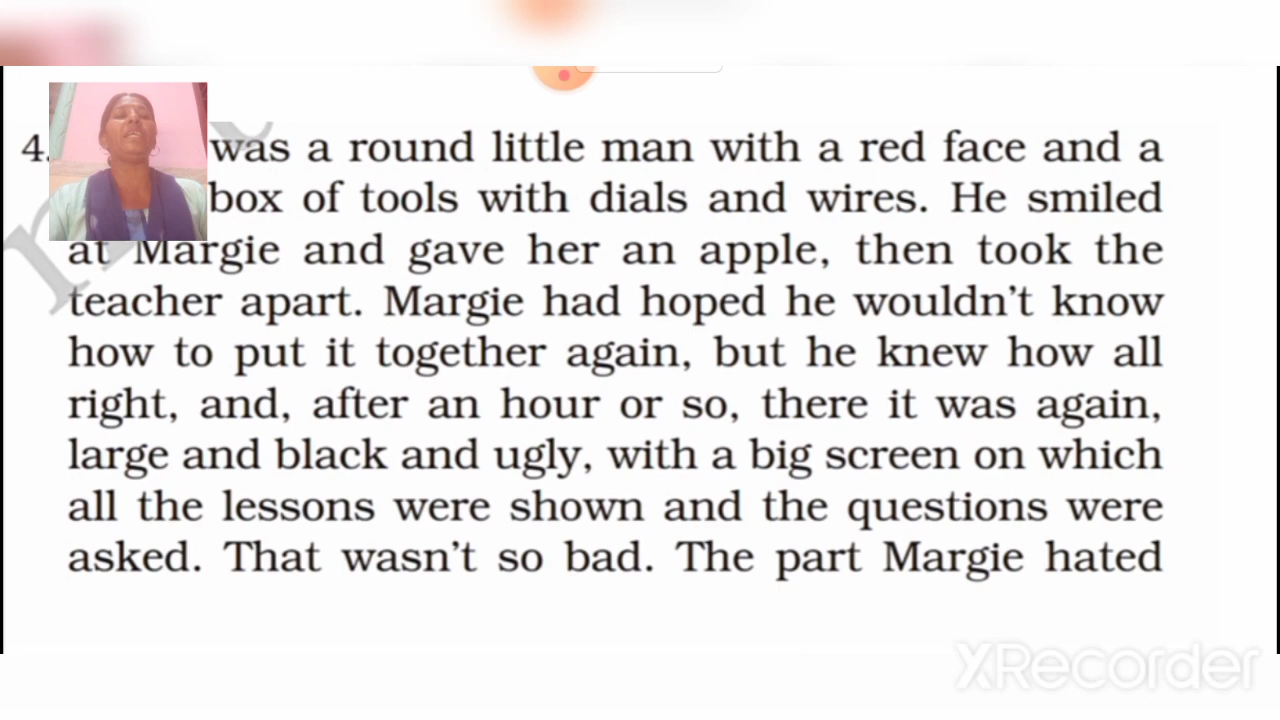 4.
was a round little man with a red face and a
box of tools with dials and wires. He smiled
at Margie and gave her an apple, then took the
teacher apart. Margie had hoped he wouldn't know
how to put it together again, but he knew how all
right, and, after an hour or so, there it was again,
large and black and ugly, with a big screen on which
all the lessons were shown and the questions were
asked. That wasn't so bad. The part Margie hated
XRecorder